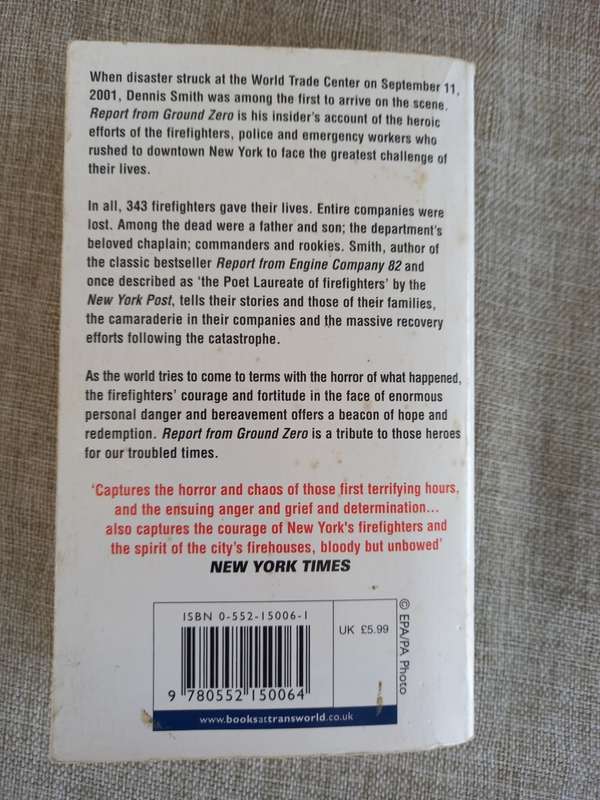 When disaster struck at the World Trade Center on September 11,
2001, Dennis Smith was among the first to arrive on the scene.
Report from Ground Zero is his insider's account of the heroic
efforts of the firefighters, police and emergency workers who
rushed to downtown New York to face the greatest challenge of
their lives.
In all, 343 firefighters gave their lives. Entire companies were
lost. Among the dead were a father and son; the department's
beloved chaplain; commanders and rookies. Smith, author of
the classic bestseller Report from Engine Company 82 and
once described as 'the Poet Laureate of firefighters' by the
New York Post, tells their stories and those of their families,
the camaraderie in their companies and the massive recovery
efforts following the catastrophe.
As the world tries to come to terms with the horror of what happened,
the firefighters' courage and fortitude in the face of enormous
personal danger and bereavement offers a beacon of hope and
redemption. Report from Ground Zero is a tribute to those heroes
for our troubled times.
'Captures the horror and chaos of those first terrifying hours,
and the ensuing anger and grief and determination...
also captures the courage of New York's firefighters and
the spirit of the city's firehouses, bloody but unbowed'
NEW YORK TIMES
ISBN 0-552-15006-1
UK £5.99
9 780552 150064
www.booksattransworld.co.uk
© EPA/PA Photo